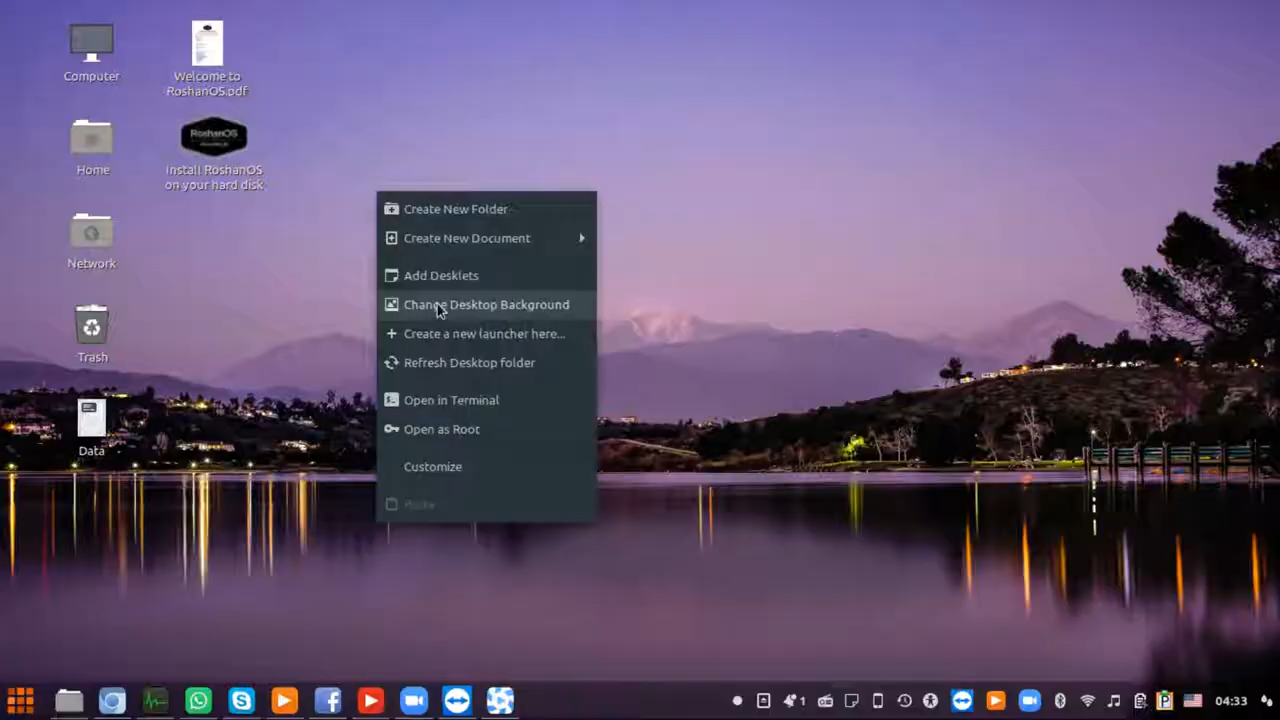 Computer
Welcome to
RoshanOS.pdf
Home
RoshanOS
Install RoshanOS
on your hard disk
Network
Trash
Data
Create New Folder
Create New Document
Add Desklets
Change Desktop Background
Create a new launcher here...
Refresh Desktop folder
Open in Terminal
Open as Root
Customize
Paste
1
04:33